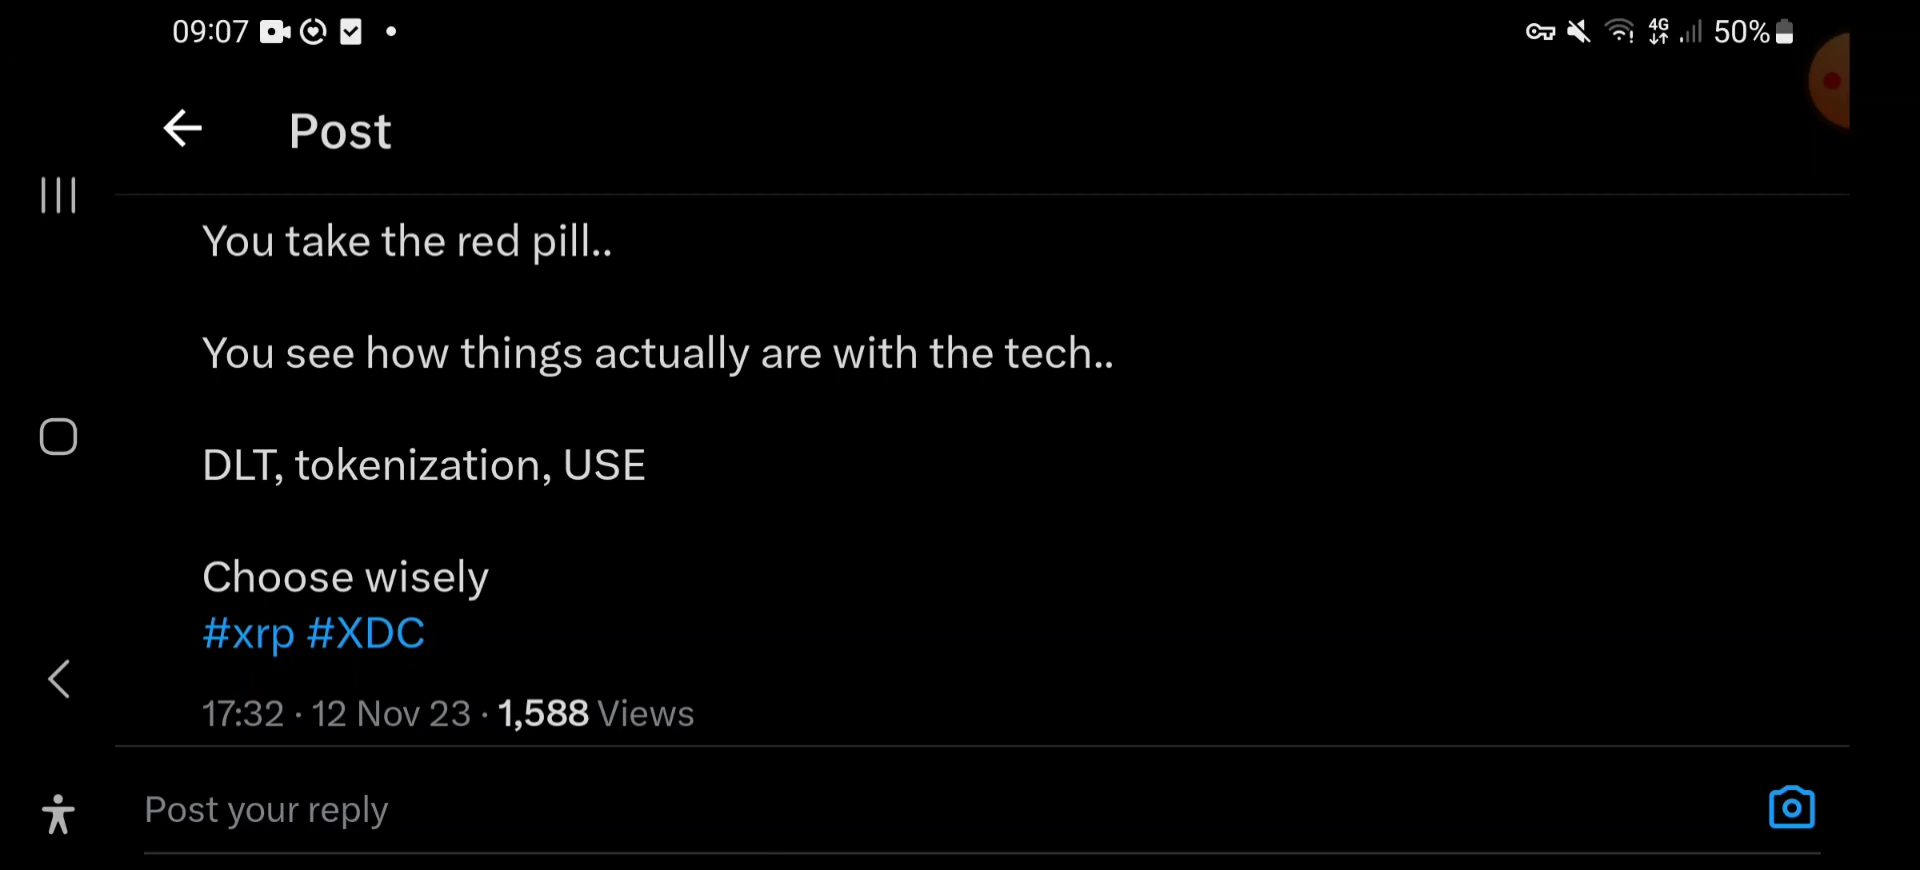 09:07
4G 50%
Post
You take the red pill..
You see how things actually are with the tech..
DLT, tokenization, USE
Choose wisely
#xrp #XDC
17:32 · 12 Nov 23 · 1,588 Views
Post your reply